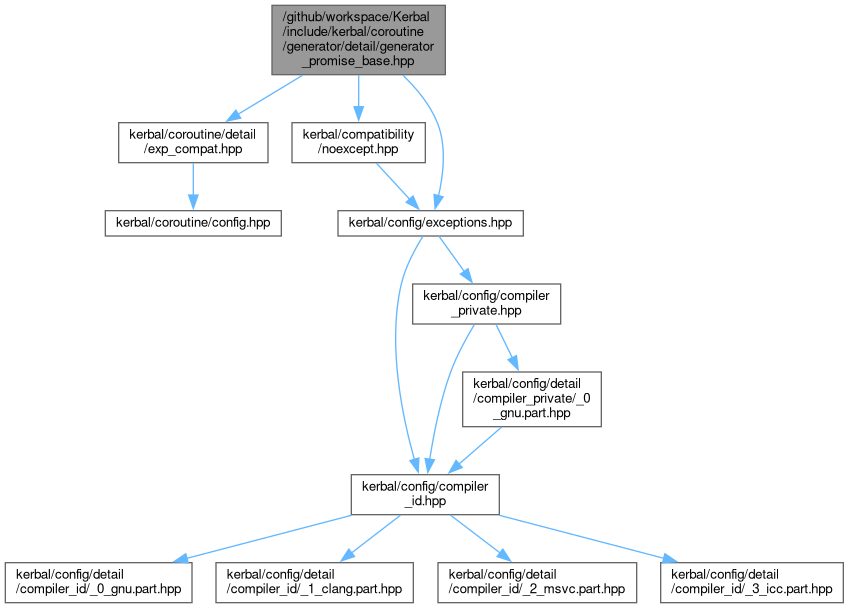 /github/workspace/Kerbal
/include/kerbal/coroutine
/generator/detail/generator
_promise_base.hpp
kerbal/coroutine/detail
/exp_compat.hpp
kerbal/compatibility
/noexcept.hpp
kerbal/coroutine/config.hpp
kerbal/config/exceptions.hpp
kerbal/config/compiler
_private.hpp
kerbal/config/detail
/compiler_private/_0
_gnu.part.hpp
kerbal/config/compiler
_id.hpp
kerbal/config/detail
/compiler_id/_0_gnu.part.hpp
kerbal/config/detail
/compiler_id/_1_clang.part.hpp
kerbal/config/detail
/compiler_id/_2_msvc.part.hpp
kerbal/config/detail
/compiler_id/_3_icc.part.hpp